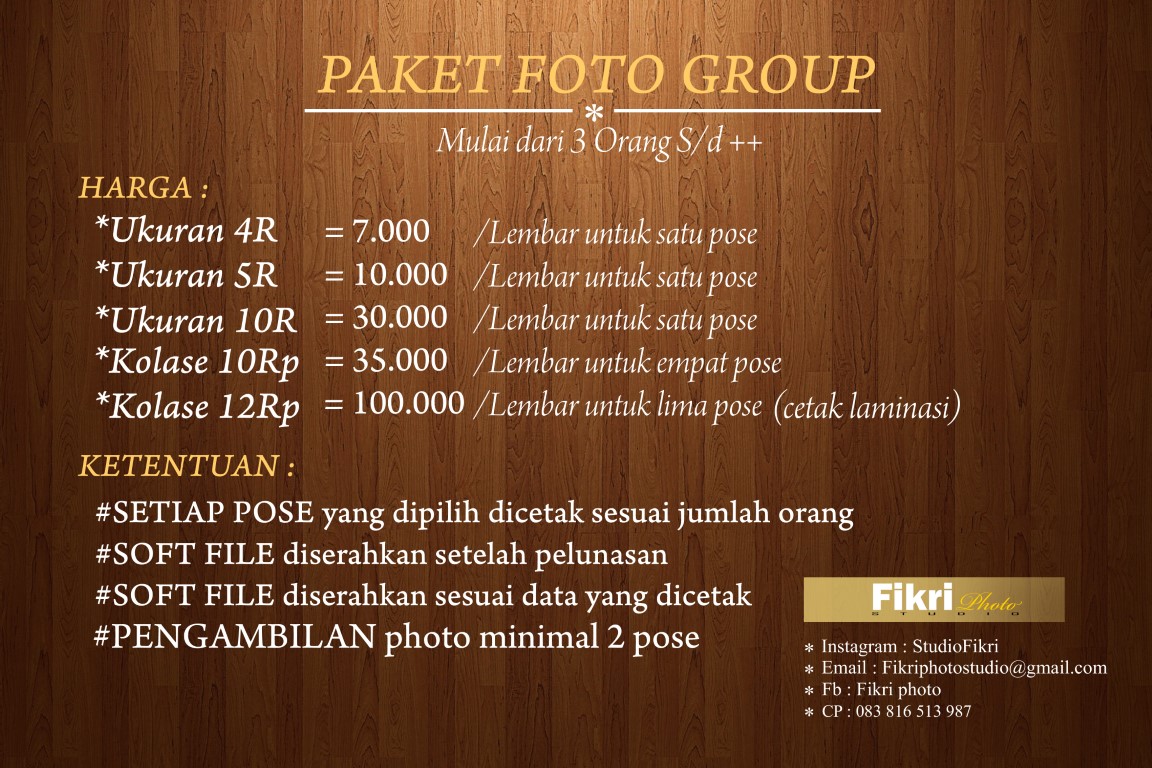 PAKET FOTO GROUP
*
Mulai dari 3 Orang S/d ++
HARGA :
*Ukuran 4R = 7.000 /Lembar untuk satu pose
*Ukuran 5R = 10.000 /Lembar untuk satu pose
*Ukuran 10R = 30.000 /Lembar untuk satu pose
*Kolase 10Rp = 35.000 /Lembar untuk empat pose
*Kolase 12Rp = 100.000 /Lembar untuk lima pose (cetak laminasi)
KETENTUAN :
#SETIAP POSE yang dipilih dicetak sesuai jumlah orang
#SOFT FILE diserahkan setelah pelunasan
#SOFT FILE diserahkan sesuai data yang dicetak
#PENGAMBILAN photo minimal 2 pose
Fikri Photo
STUDIO
* Instagram : StudioFikri
* Email : Fikriphotostudio@gmail.com
* Fb : Fikri photo
* CP : 083 816 513 987